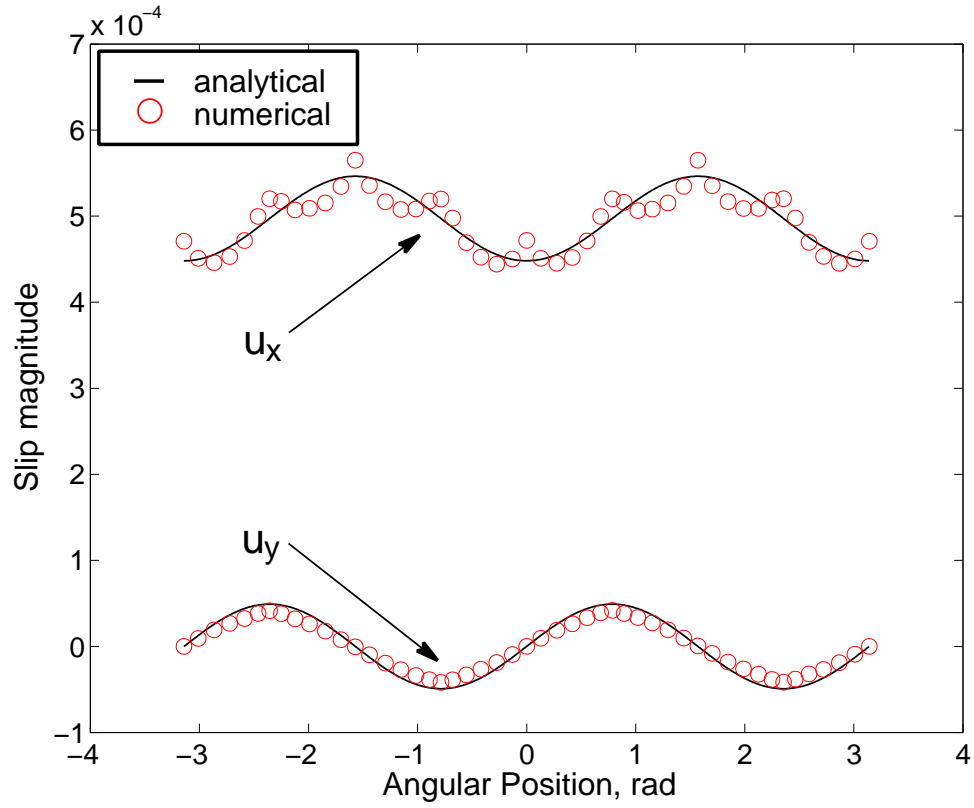 x 10⁻⁴
analytical
numerical
7
6
5
4
3
2
1
0
−1
Slip magnitude
uₓ
u_y
−4 −3 −2 −1 0 1 2 3 4
Angular Position, rad